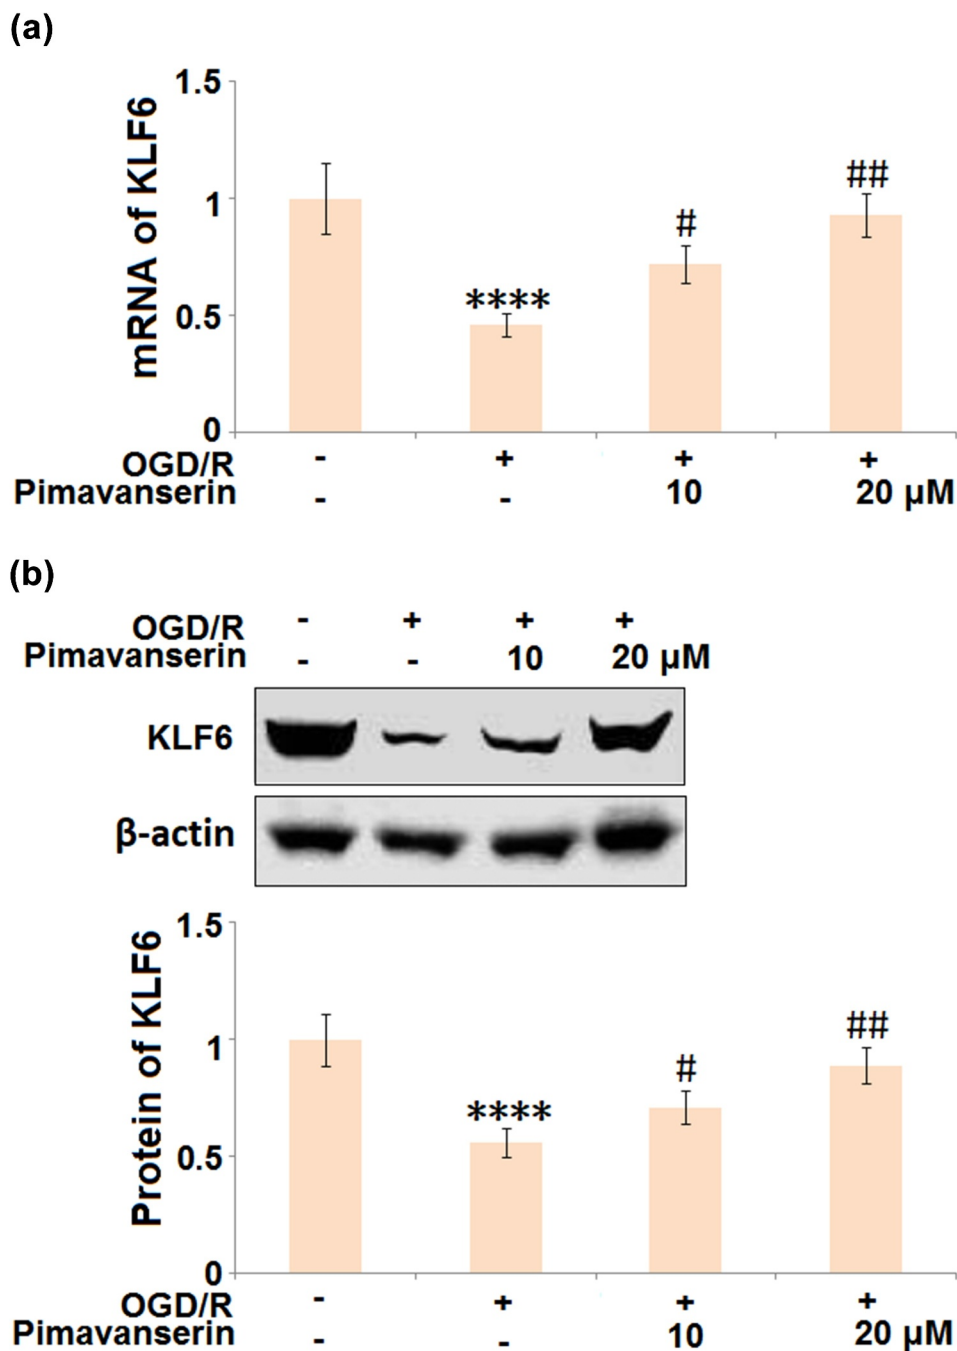 (a)
mRNA of KLF6
1.5
1
0.5
0
****
#
##
OGD/R - + + +
Pimavanserin - - 10 20 µM
(b)
OGD/R - + + +
Pimavanserin - - 10 20 µM
KLF6
β-actin
Protein of KLF6
1.5
1
0.5
0
****
#
##
OGD/R - + + +
Pimavanserin - - 10 20 µM